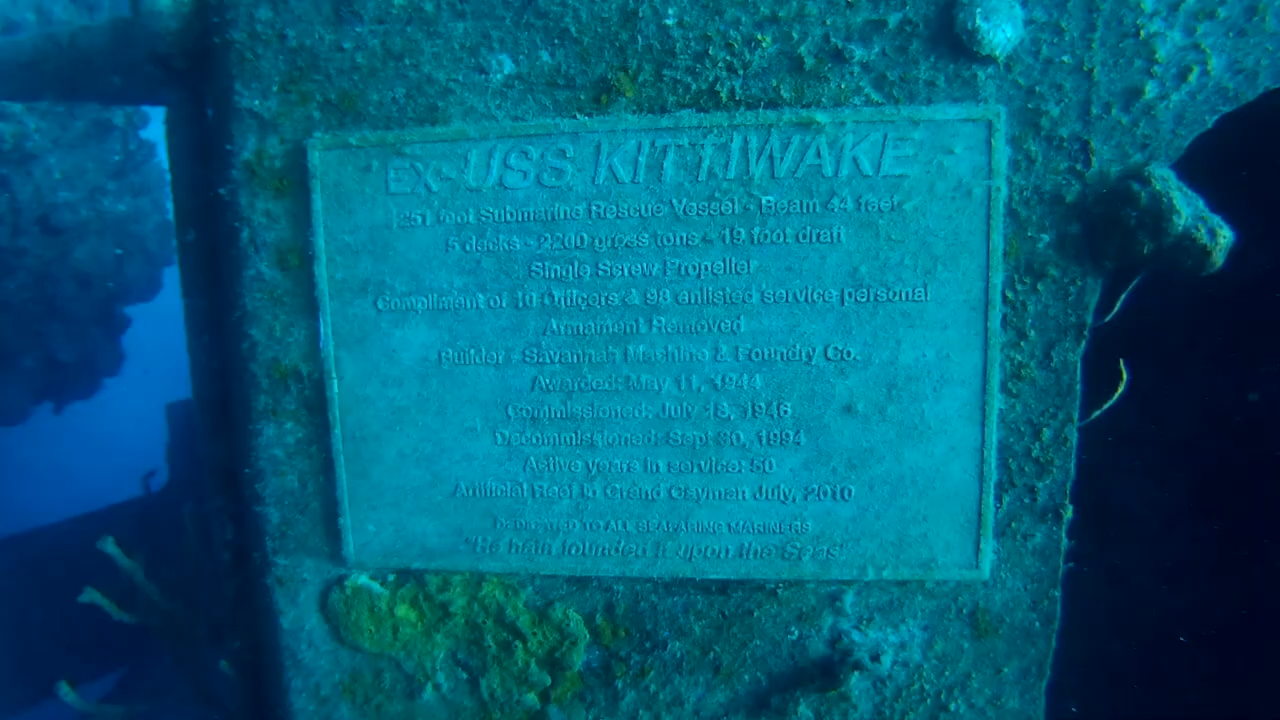 EX-USS KITTIWAKE
251 foot Submarine Rescue Vessel - Beam 44 feet
5 decks - 2200 gross tons - 19 foot draft
Single Screw Propeller
Compliment of 10 Officers & 98 enlisted service personal
Armament Removed
Builder - Savannah Machine & Foundry Co.
Awarded: May 11, 1944
Commissioned: July 18, 1946
Decommissioned: Sept 30, 1994
Active years in service: 50
Artificial Reef in Grand Cayman July, 2010
DEDICATED TO ALL SEAFARING MARINERS
"He hath founded it upon the Seas"